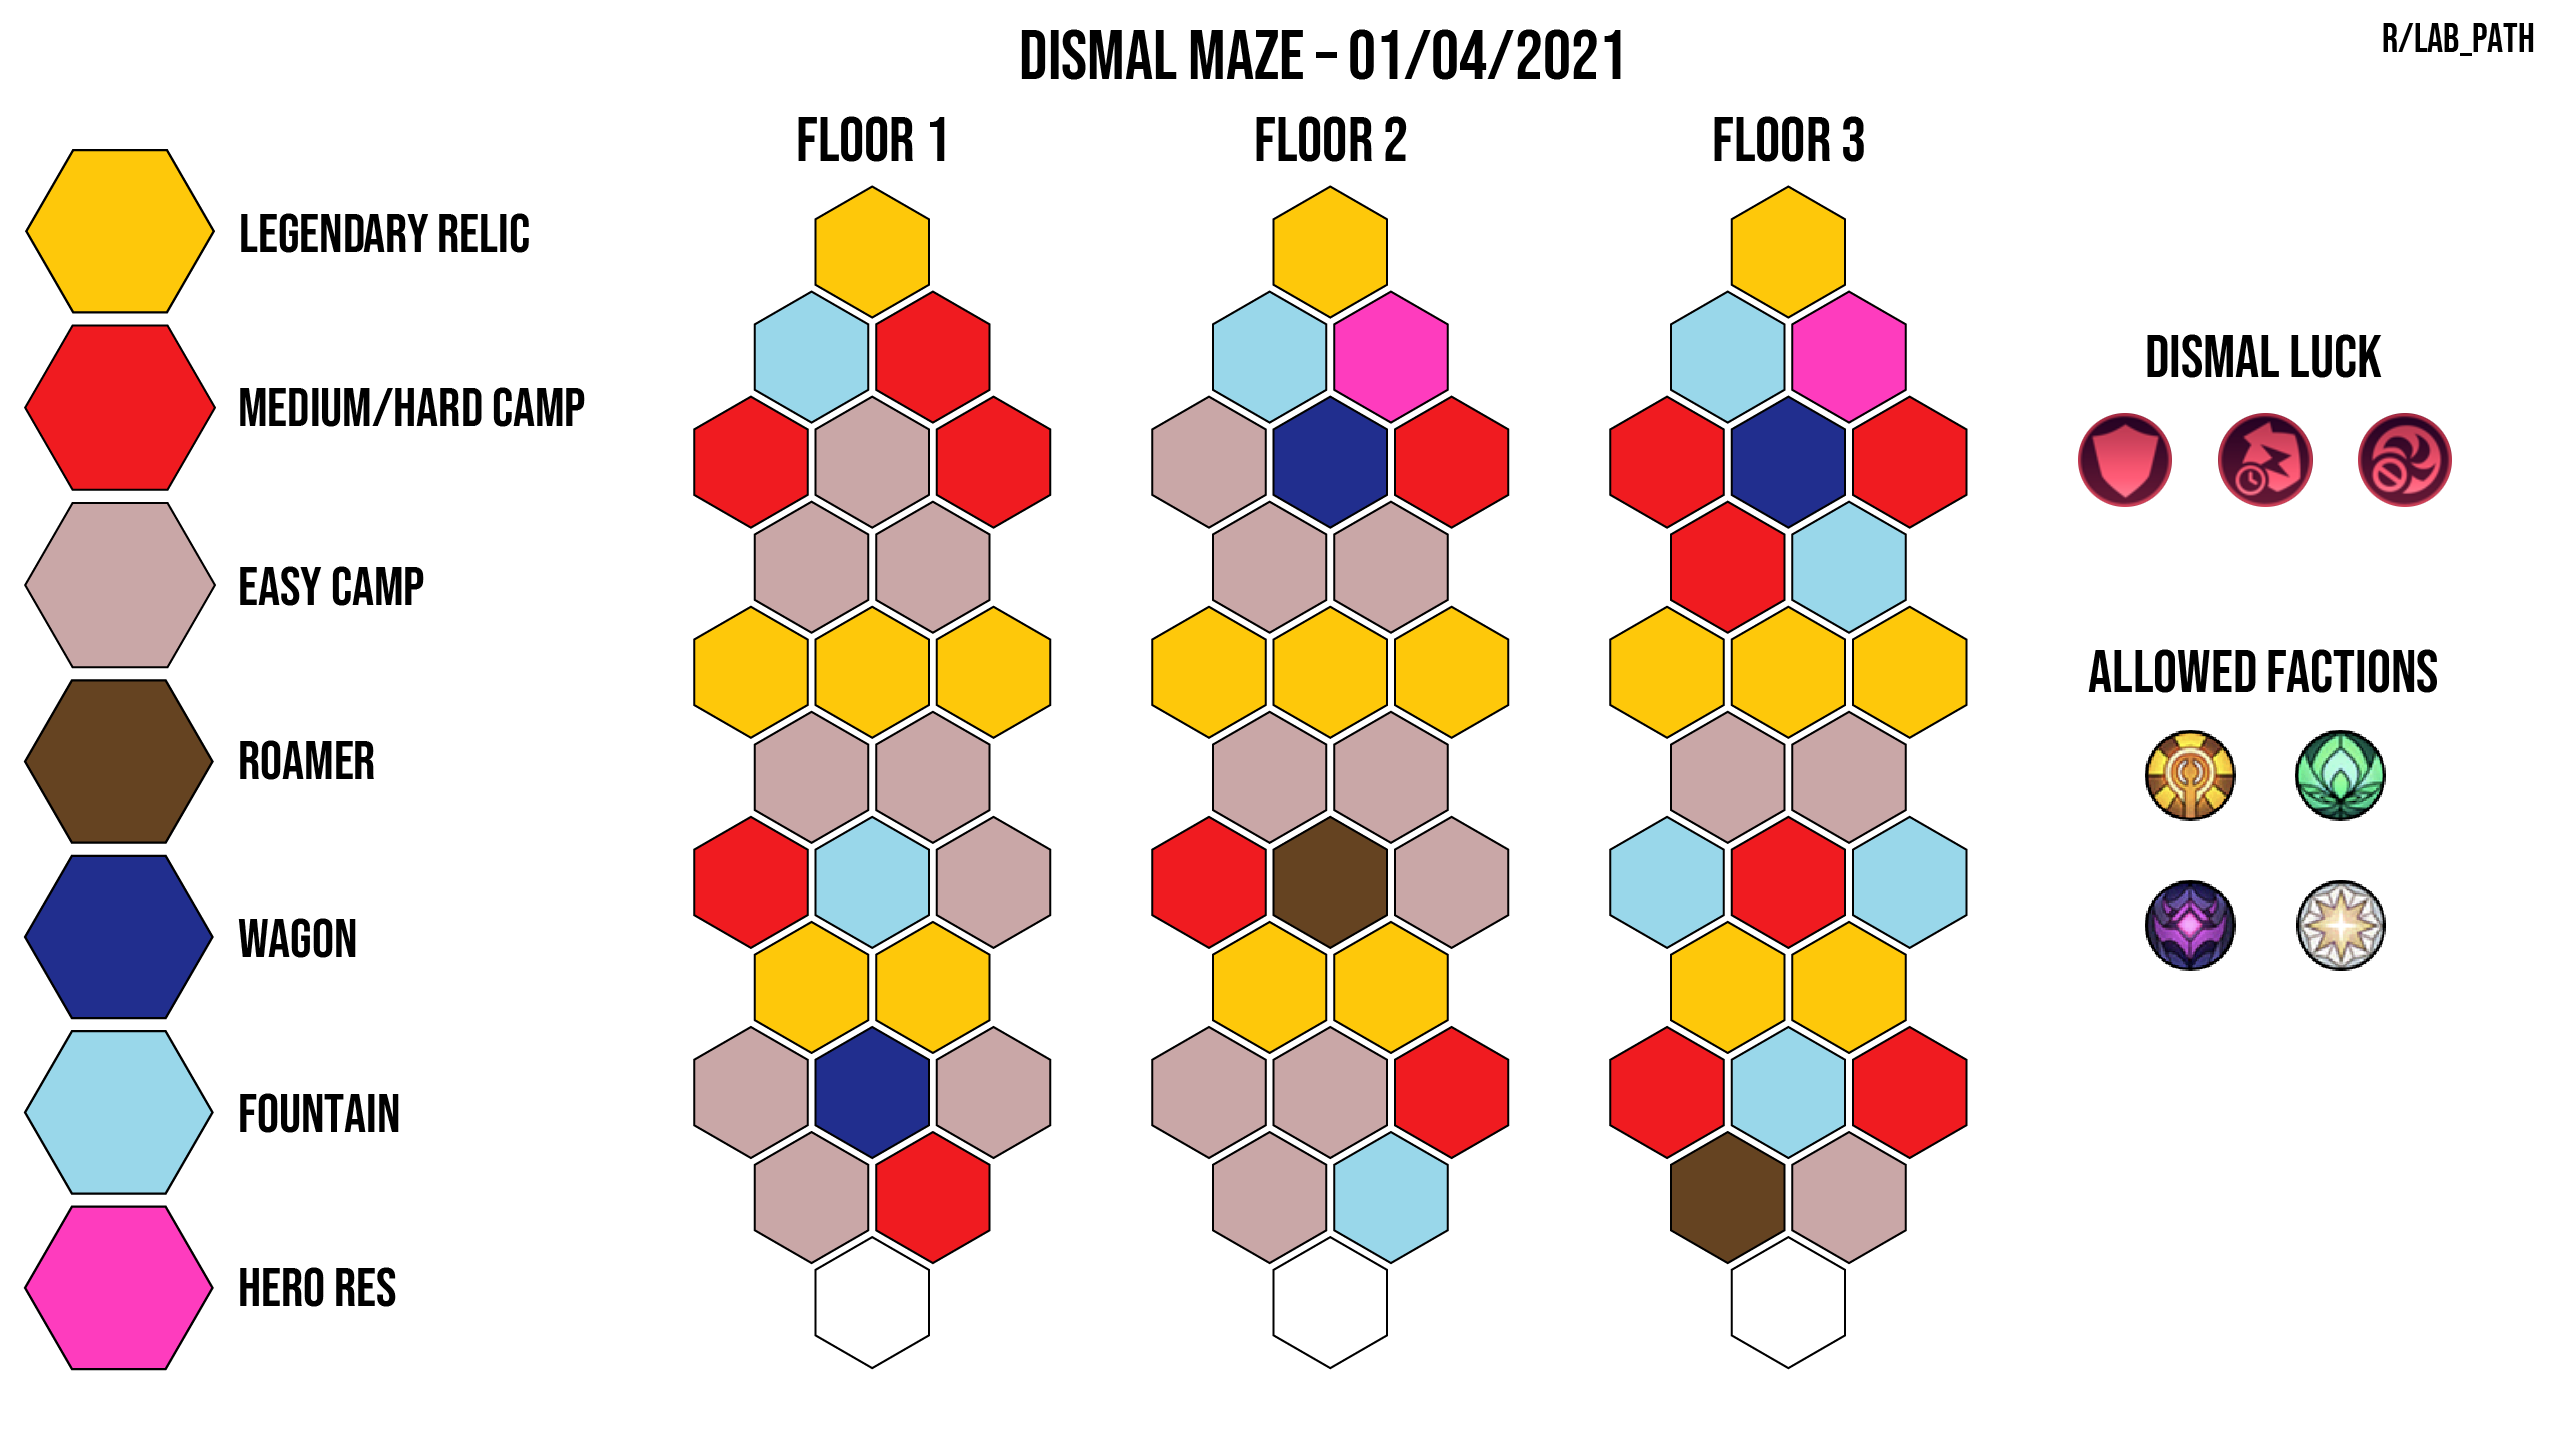 DISMAL MAZE – 01/04/2021
R/LAB_PATH
FLOOR 1
FLOOR 2
FLOOR 3
LEGENDARY RELIC
MEDIUM/HARD CAMP
EASY CAMP
ROAMER
WAGON
FOUNTAIN
HERO RES
DISMAL LUCK
ALLOWED FACTIONS